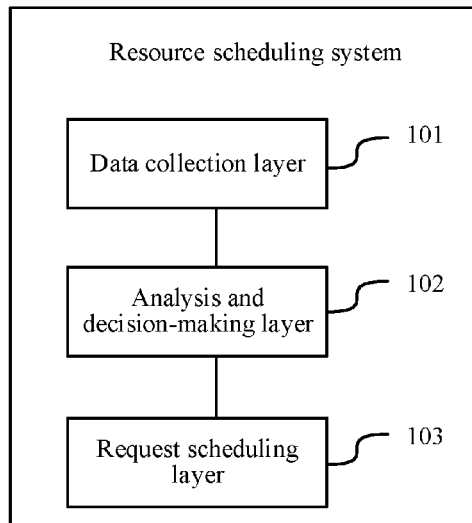 Resource scheduling system
Data collection layer
101
Analysis and
decision-making layer
102
Request scheduling
layer
103